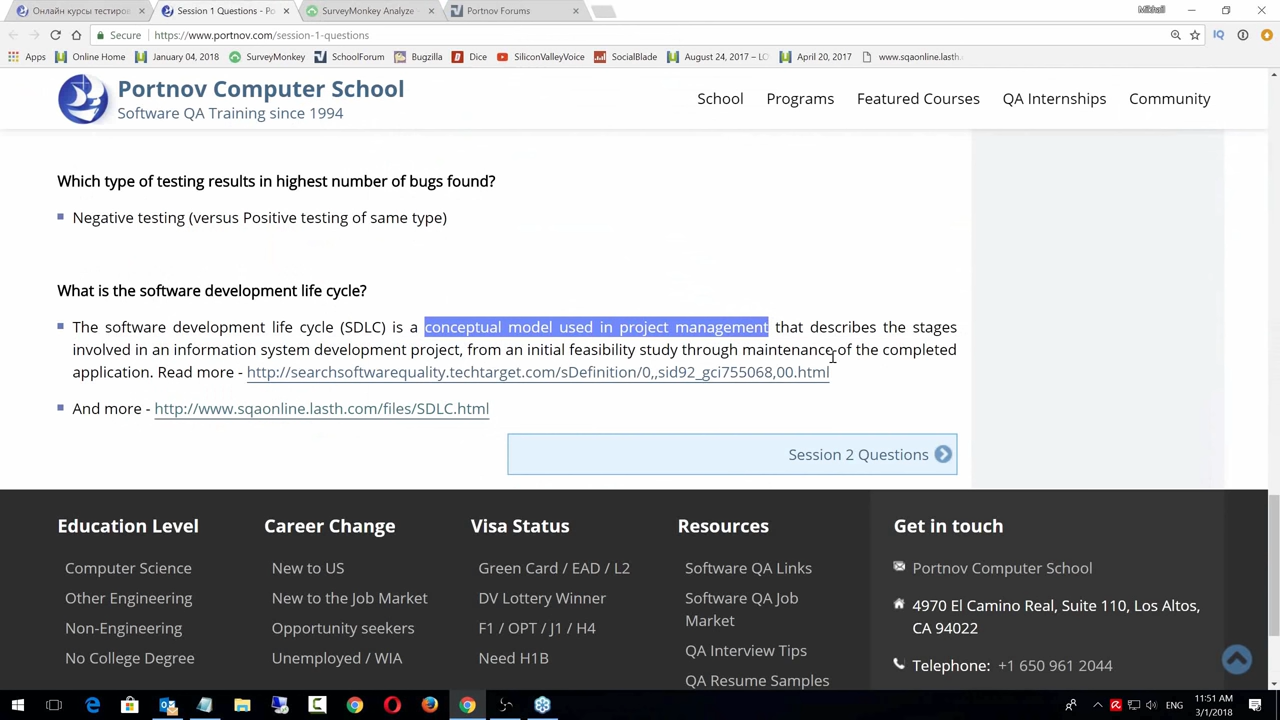 Онлайн курсы тестиров
Session 1 Questions - Po
SurveyMonkey Analyze -
Portnov Forums
Mikhail
Secure
https://www.portnov.com/session-1-questions
Apps
Online Home
January 04, 2018
SurveyMonkey
SchoolForum
Bugzilla
Dice
SiliconValleyVoice
SocialBlade
August 24, 2017 – LO
April 20, 2017
www.sqaonline.lasth.
Portnov Computer School
Software QA Training since 1994
School
Programs
Featured Courses
QA Internships
Community
Which type of testing results in highest number of bugs found?
Negative testing (versus Positive testing of same type)
What is the software development life cycle?
The software development life cycle (SDLC) is a conceptual model used in project management that describes the stages
involved in an information system development project, from an initial feasibility study through maintenance of the completed
application. Read more - http://searchsoftwarequality.techtarget.com/sDefinition/0,,sid92_gci755068,00.html
And more - http://www.sqaonline.lasth.com/files/SDLC.html
Session 2 Questions
Education Level
Computer Science
Other Engineering
Non-Engineering
No College Degree
Career Change
New to US
New to the Job Market
Opportunity seekers
Unemployed / WIA
Visa Status
Green Card / EAD / L2
DV Lottery Winner
F1 / OPT / J1 / H4
Need H1B
Resources
Software QA Links
Software QA Job
Market
QA Interview Tips
QA Resume Samples
Get in touch
Portnov Computer School
4970 El Camino Real, Suite 110, Los Altos,
CA 94022
Telephone: +1 650 961 2044
ENG
11:51 AM
3/1/2018